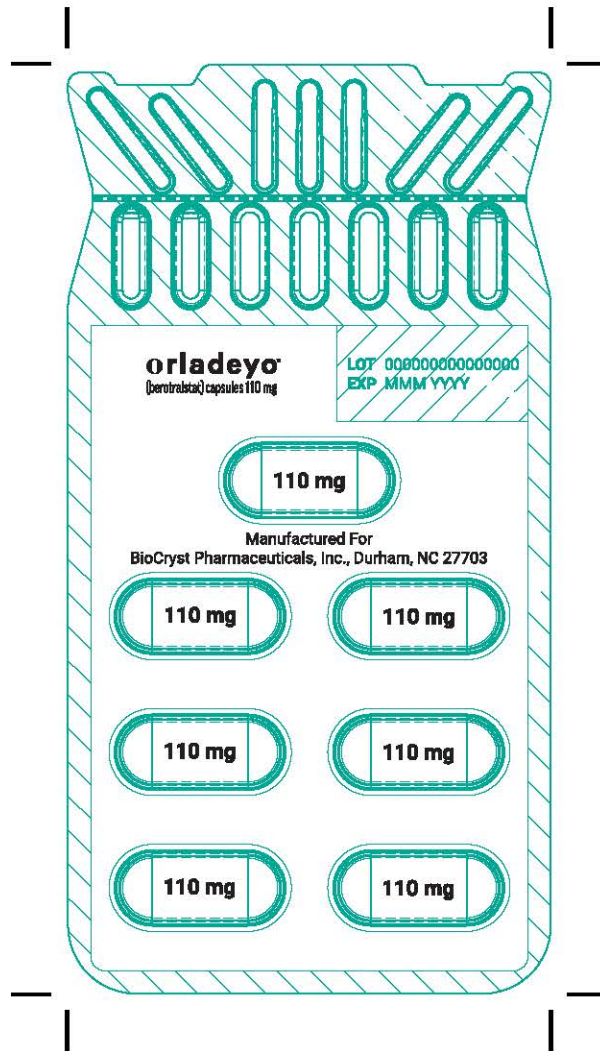 orladeyo
(berotralstat) capsules 110 mg
LOT 000000000000000
EXP MMM YYYY
110 mg
Manufactured For
BioCryst Pharmaceuticals, Inc., Durham, NC 27703
110 mg
110 mg
110 mg
110 mg
110 mg
110 mg